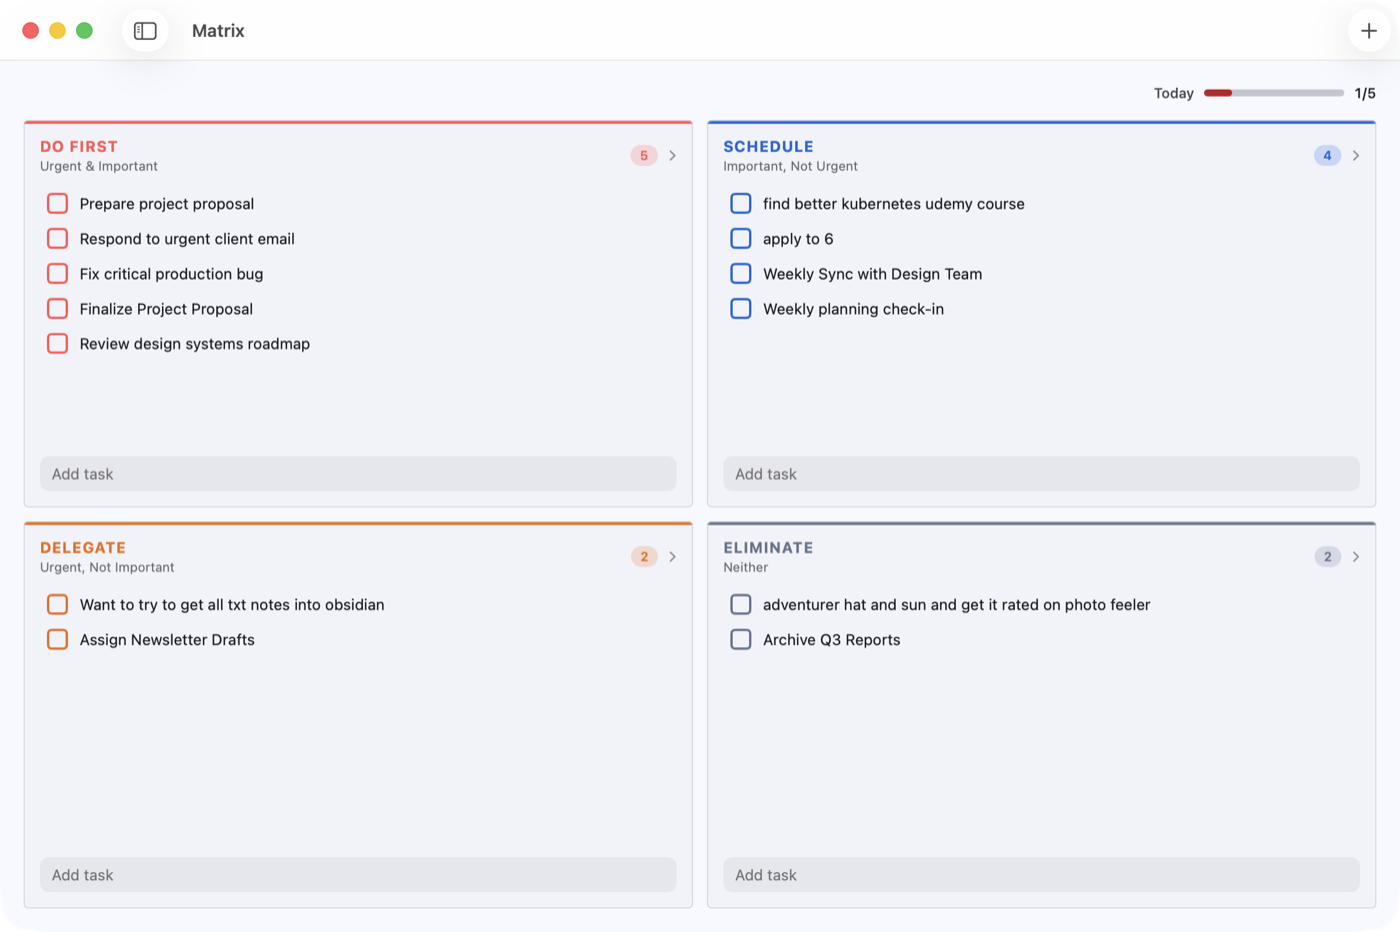 Matrix
Today 1/5
DO FIRST
Urgent & Important
5
Prepare project proposal
Respond to urgent client email
Fix critical production bug
Finalize Project Proposal
Review design systems roadmap
Add task
SCHEDULE
Important, Not Urgent
4
find better kubernetes udemy course
apply to 6
Weekly Sync with Design Team
Weekly planning check-in
Add task
DELEGATE
Urgent, Not Important
2
Want to try to get all txt notes into obsidian
Assign Newsletter Drafts
Add task
ELIMINATE
Neither
2
adventurer hat and sun and get it rated on photo feeler
Archive Q3 Reports
Add task